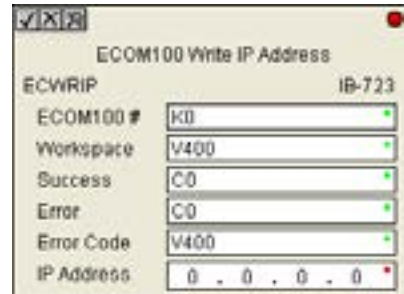 ECOM100 Write IP Address
ECWRIP IB-723
ECOM100 # K0
Workspace V400
Success C0
Error C0
Error Code V400
IP Address 0 . 0 . 0 . 0